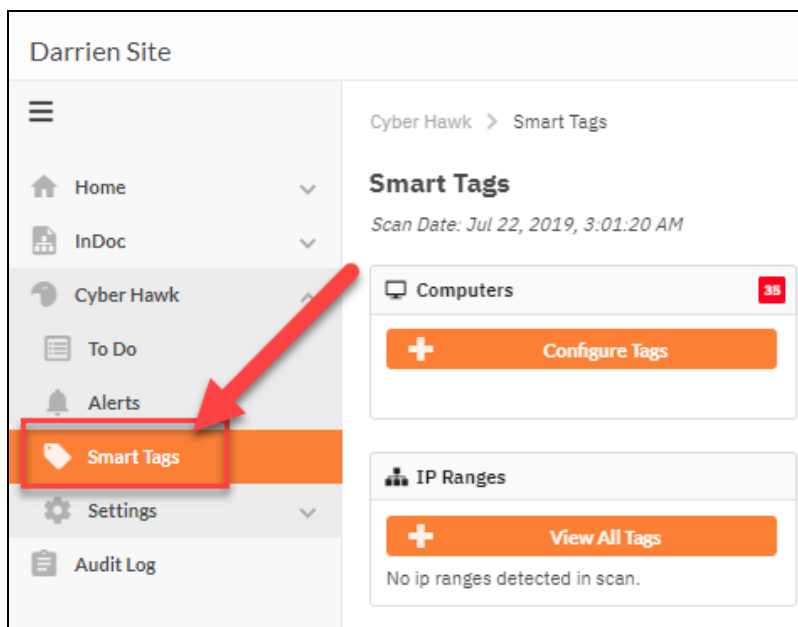 Darrien Site
Home
InDoc
Cyber Hawk
To Do
Alerts
Smart Tags
Settings
Audit Log
Cyber Hawk > Smart Tags
Smart Tags
Scan Date: Jul 22, 2019, 3:01:20 AM
Computers 35
Configure Tags
IP Ranges
View All Tags
No ip ranges detected in scan.